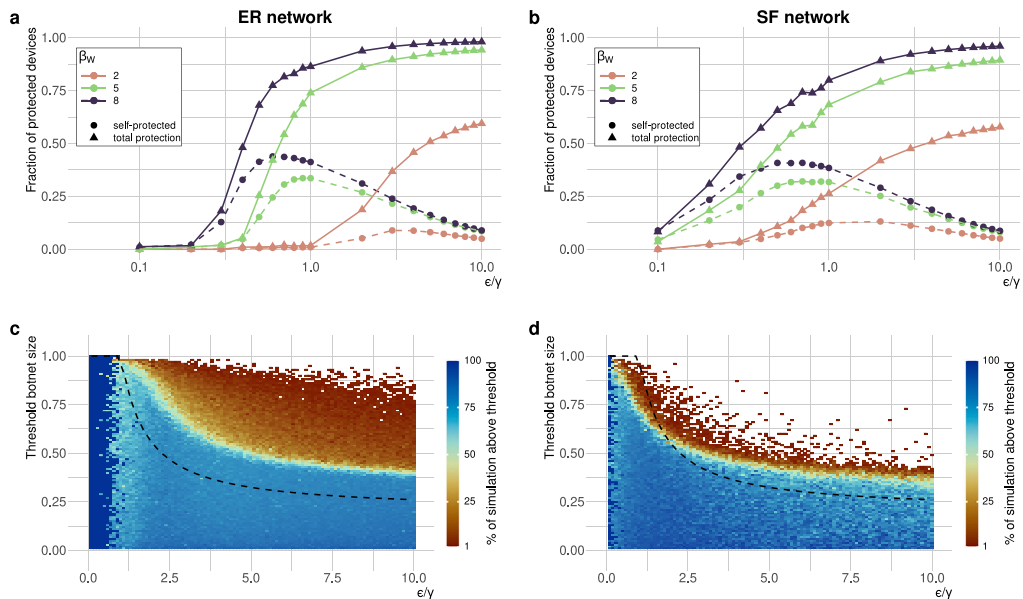 a
ER network
Fraction of protected devices
1.00
0.75
0.50
0.25
0.00
βW
2
5
8
self-protected
total protection
0.1
1.0
10.0
ϵ/γ
b
SF network
Fraction of protected devices
1.00
0.75
0.50
0.25
0.00
βW
2
5
8
self-protected
total protection
0.1
1.0
10.0
ϵ/γ
c
Threshold botnet size
1.00
0.75
0.50
0.25
0.00
0.0
2.5
5.0
7.5
10.0
ϵ/γ
100
75
50
25
1
% of simulation above threshold
d
Threshold botnet size
1.00
0.75
0.50
0.25
0.00
0.0
2.5
5.0
7.5
10.0
ϵ/γ
100
75
50
25
1
% of simulation above threshold